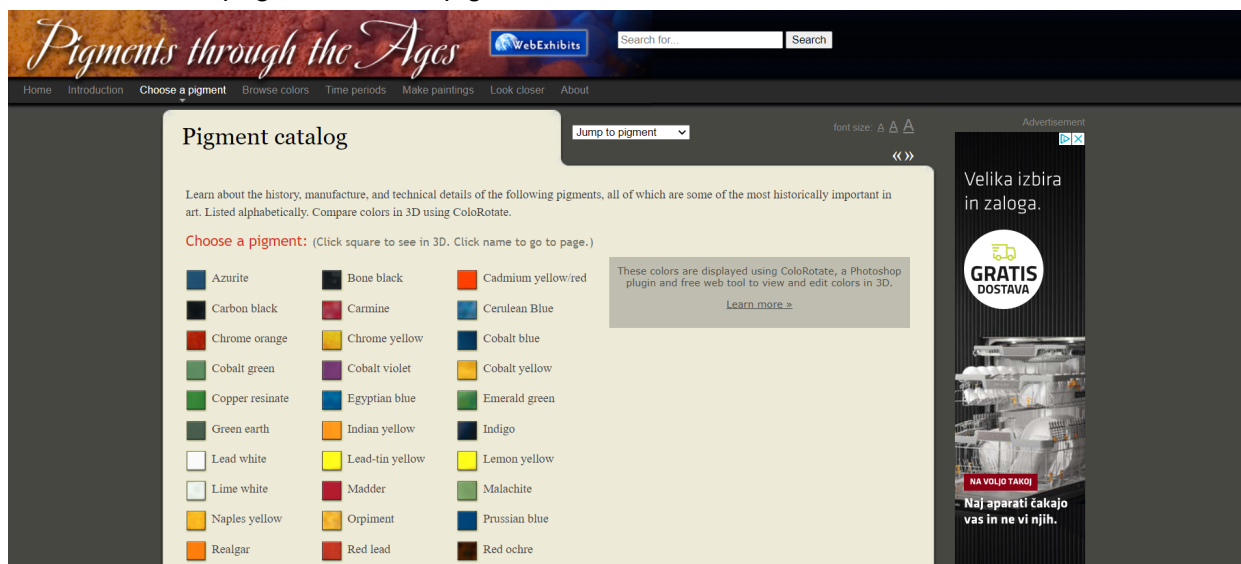 Pigments through the Ages
WebExhibits
Search for...
Search
Home Introduction Choose a pigment Browse colors Time periods Make paintings Look closer About
Pigment catalog
Jump to pigment
font size: A A A
«»
Advertisement
Learn about the history, manufacture, and technical details of the following pigments, all of which are some of the most historically important in
art. Listed alphabetically. Compare colors in 3D using ColoRotate.
Choose a pigment: (Click square to see in 3D. Click name to go to page.)
Azurite Bone black Cadmium yellow/red
Carbon black Carmine Cerulean Blue
Chrome orange Chrome yellow Cobalt blue
Cobalt green Cobalt violet Cobalt yellow
Copper resinate Egyptian blue Emerald green
Green earth Indian yellow Indigo
Lead white Lead-tin yellow Lemon yellow
Lime white Madder Malachite
Naples yellow Orpiment Prussian blue
Realgar Red lead Red ochre
These colors are displayed using ColoRotate, a Photoshop
plugin and free web tool to view and edit colors in 3D.
Learn more »
Velika izbira
in zaloga.
GRATIS
DOSTAVA
NA VOLJO TAKOJ
Naj aparati čakajo
vas in ne vi njih.